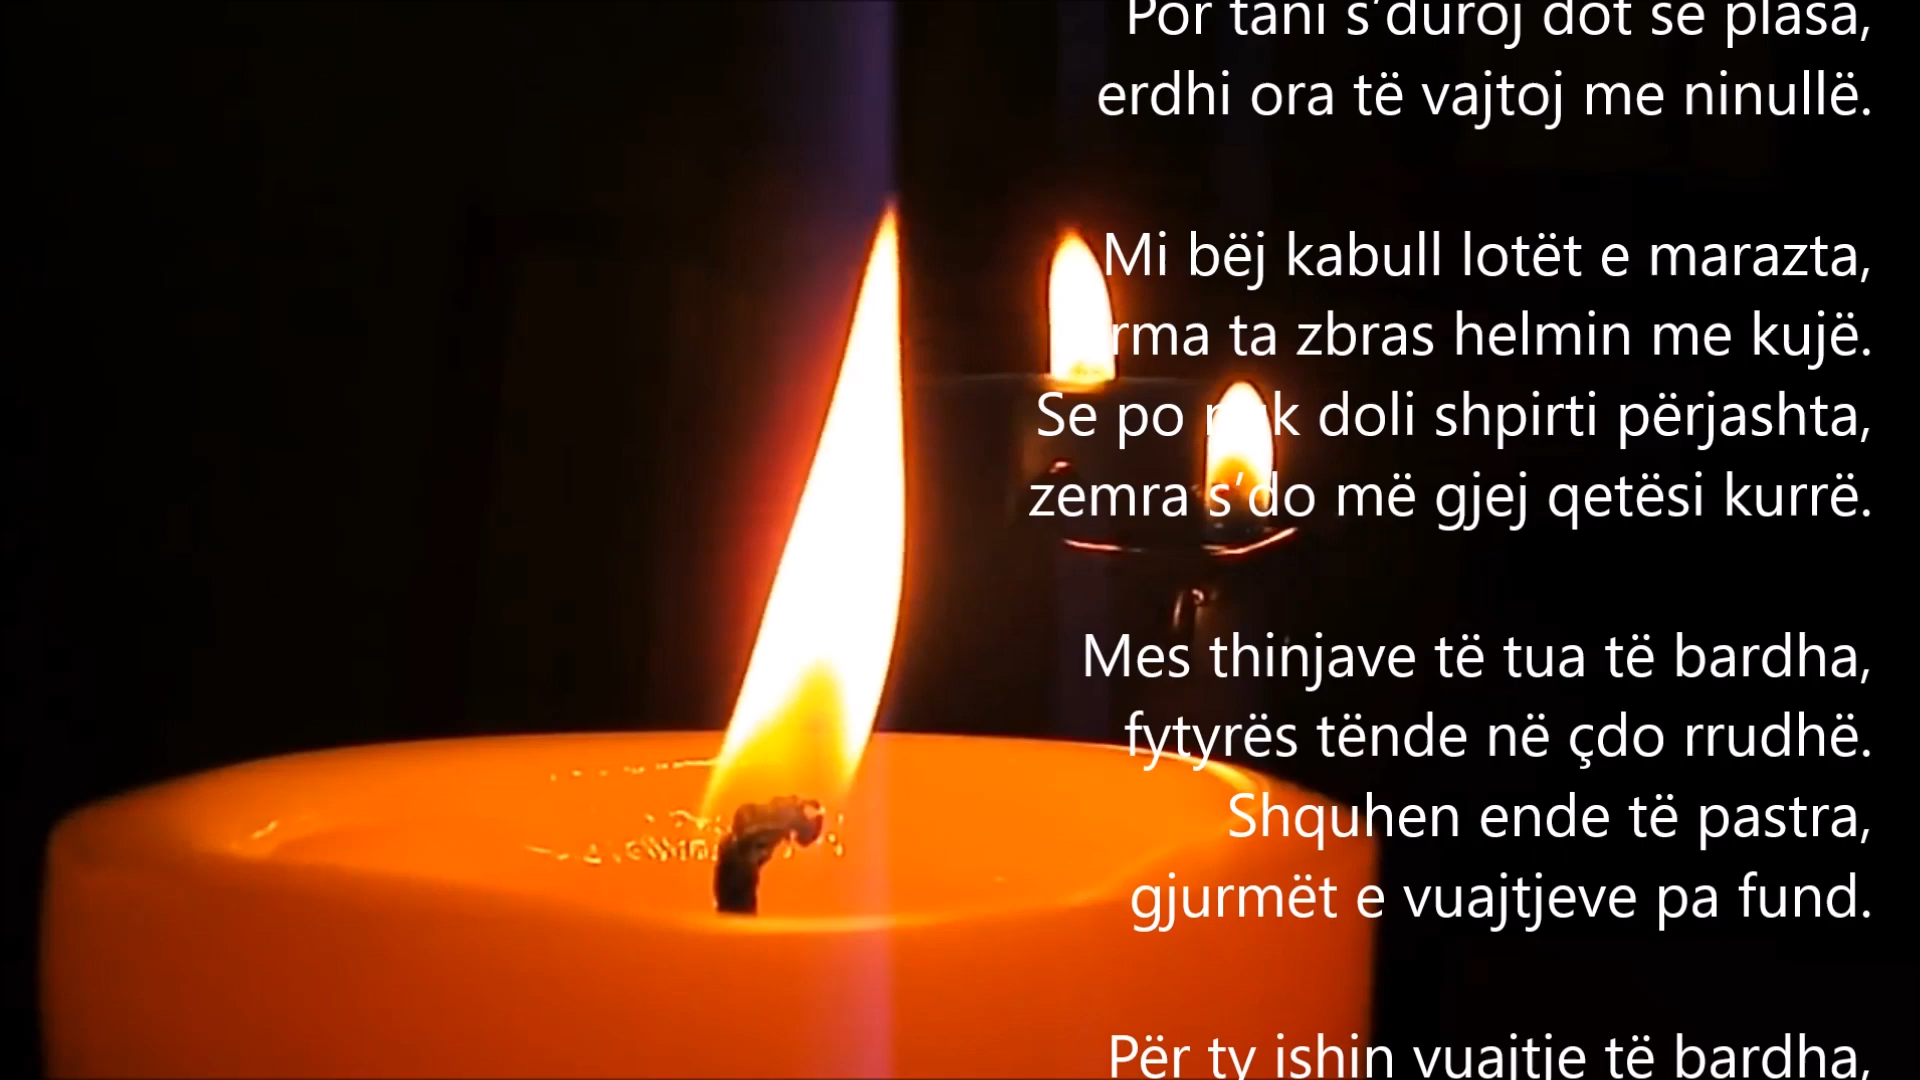 Por tani s'duroj dot se plasa,
erdhi ora të vajtoj me ninullë.
Mi bëj kabull lotët e marazta,
ta zbras helmin me kujë.
Se po doli shpirti përjashta,
zemra s'do më gjej qetësi kurrë.
Mes thinjave të tua të bardha,
fytyrës tënde në çdo rrudhë.
Shquhen ende të pastra,
gjurmët e vuajtjeve pa fund.
Për ty ishin vuajtje të bardha,